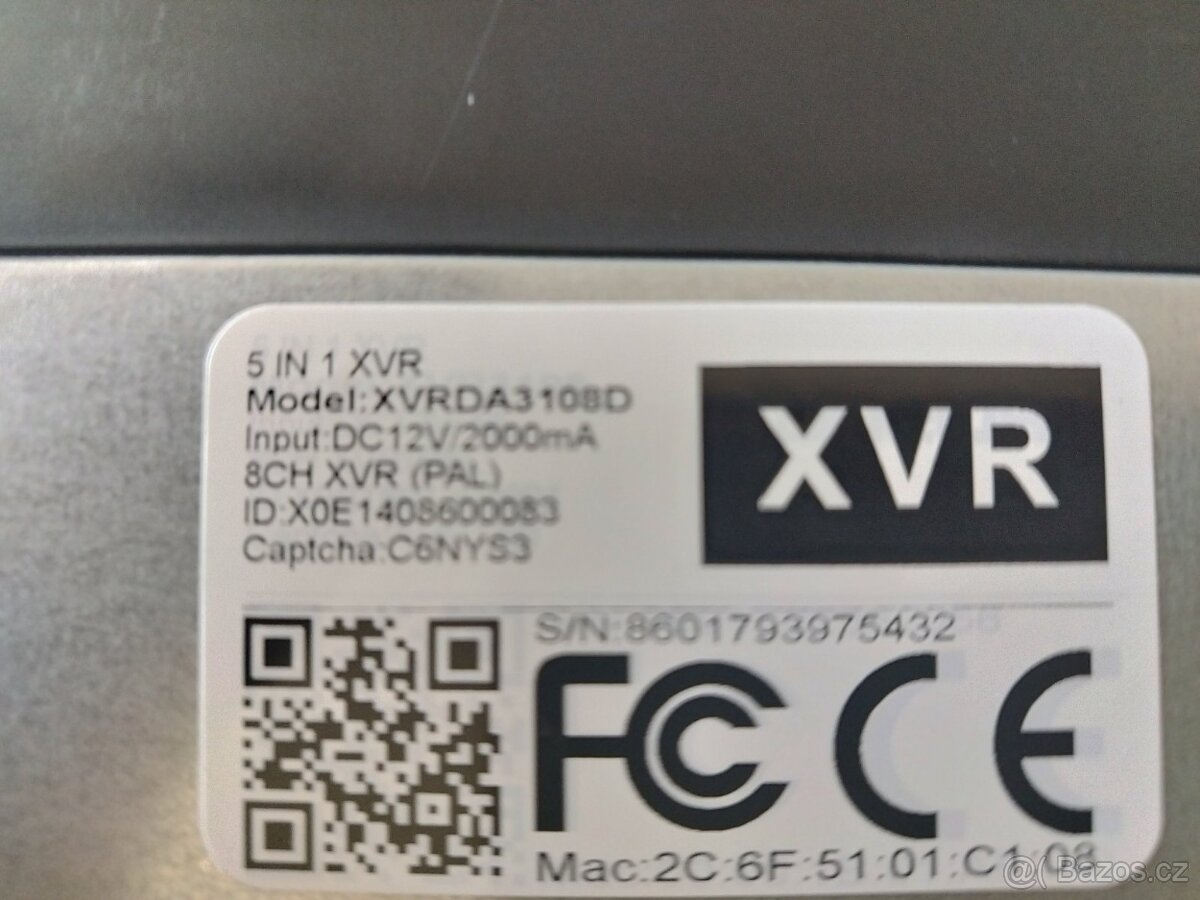 5 IN 1 XVR
Model:XVRDA3108D
Input:DC12V/2000mA
8CH XVR (PAL)
ID:X0E1408600083
Captcha:C6NYS3
XVR
S/N:8601793975432
FC CE
Mac:2C:6F:51:01:C1:08
@( Bazos.cz